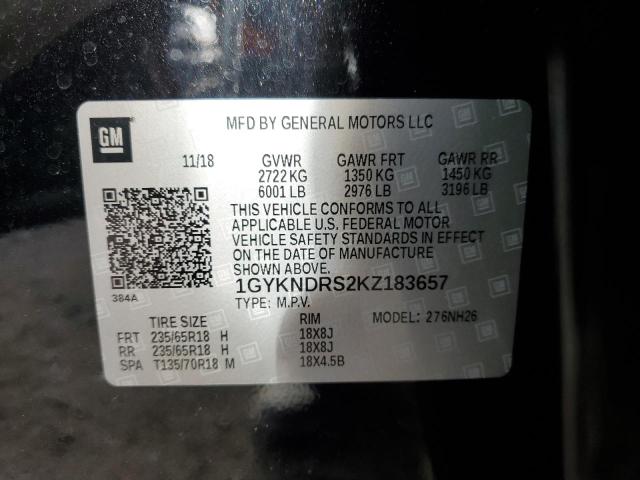 GM
MFD BY GENERAL MOTORS LLC
11/18 GVWR GAWR FRT GAWR RR
2722 KG 1350 KG 1450 KG
6001 LB 2976 LB 3196 LB
THIS VEHICLE CONFORMS TO ALL
APPLICABLE U.S. FEDERAL MOTOR
VEHICLE SAFETY STANDARDS IN EFFECT
ON THE DATE OF MANUFACTURE
SHOWN ABOVE.
384A
1GYKNDRS2KZ183657
TYPE: M.P.V.
TIRE SIZE RIM MODEL: 276NH26
FRT 235/65R18 H 18X8J
RR 235/65R18 H 18X8J
SPA T135/70R18 M 18X4.5B